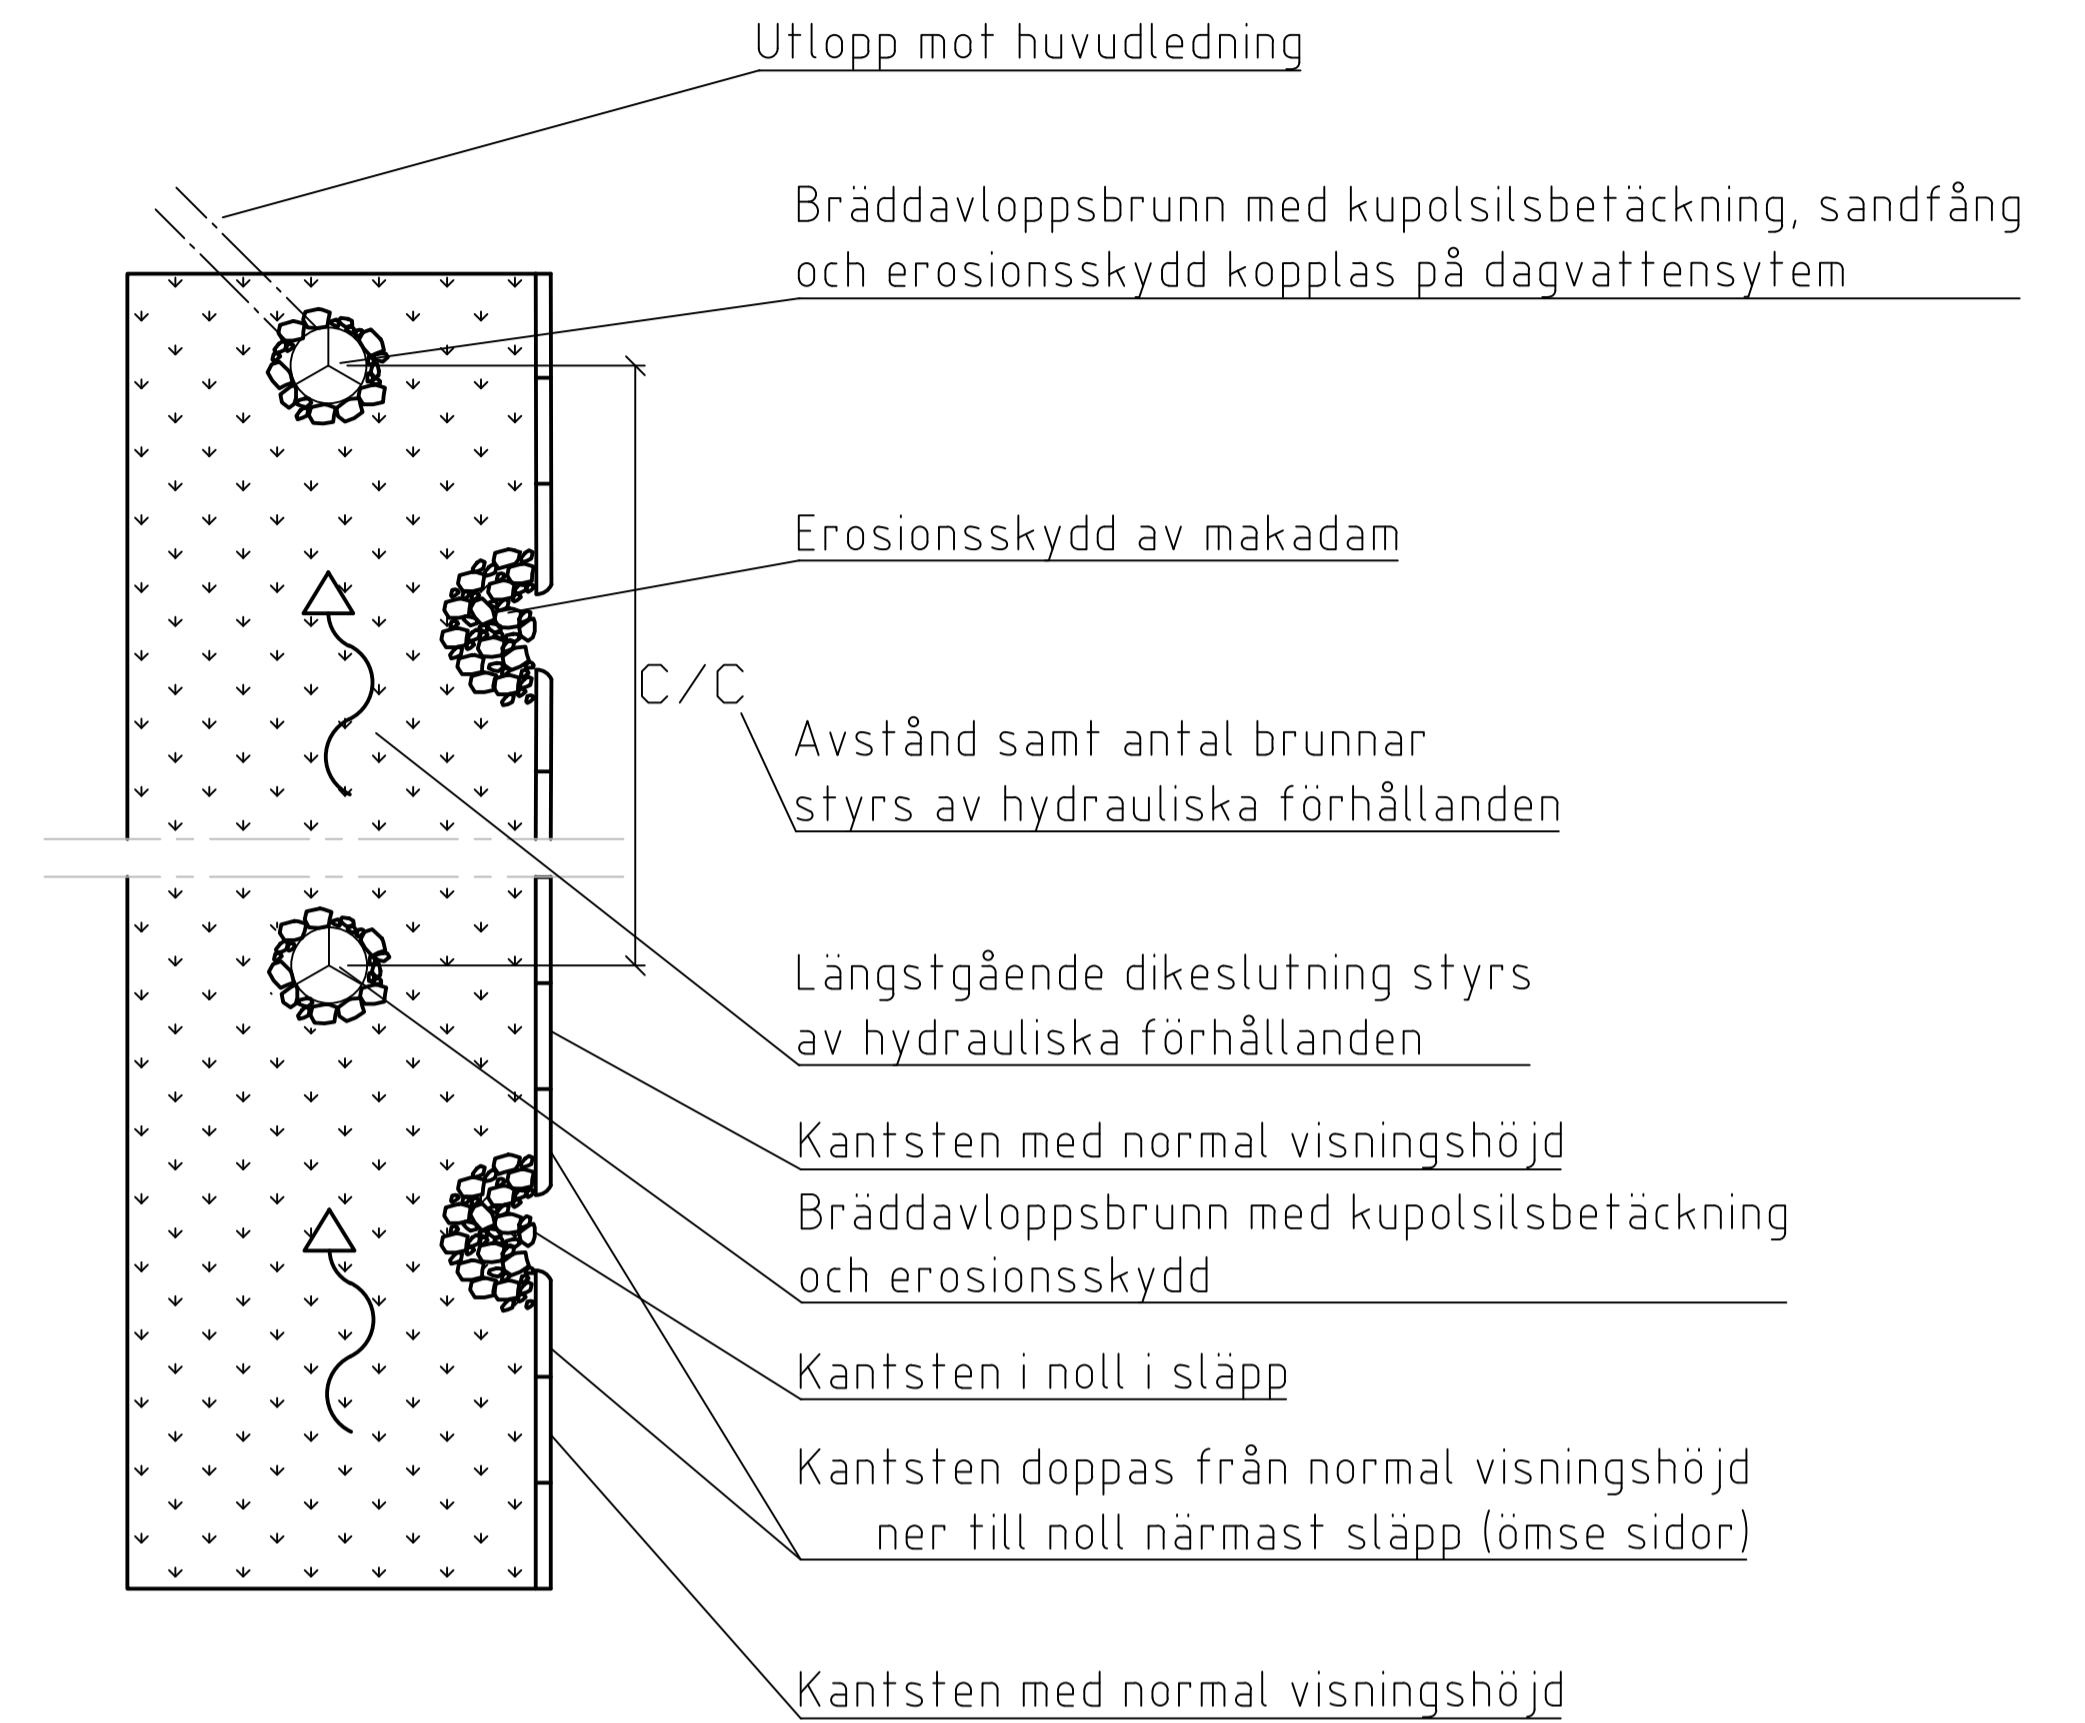 Utlopp mot huvudledning
Bräddavloppsbrunn med kupolsilsbetäckning, sandfång
och erosionsskydd kopplas på dagvattensytem
Erosionsskydd av makadam
C/C
Avstånd samt antal brunnar
styrs av hydrauliska förhållanden
Längstgående dikeslutning styrs
av hydrauliska förhållanden
Kantsten med normal visningshöjd
Bräddavloppsbrunn med kupolsilsbetäckning
och erosionsskydd
Kantsten i noll i släpp
Kantsten doppas från normal visningshöjd
ner till noll närmast släpp (ömse sidor)
Kantsten med normal visningshöjd